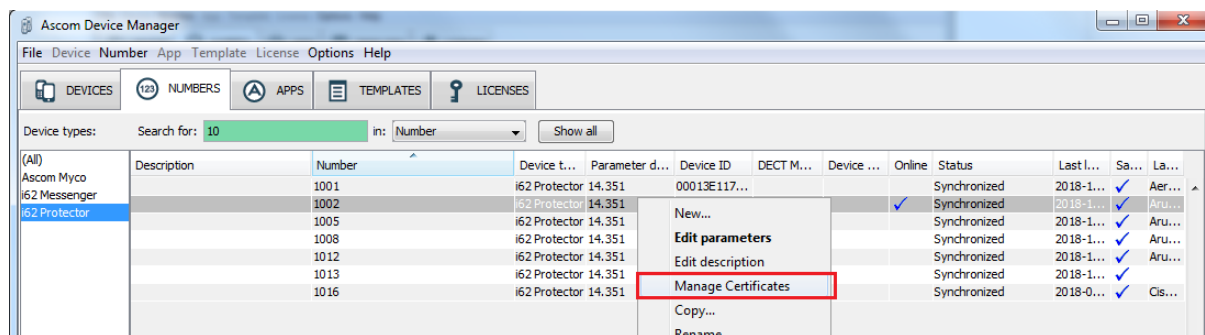 Ascom Device Manager
File Device Number App Template License Options Help
DEVICES 123 NUMBERS APPS TEMPLATES LICENSES
Device types: Search for: 10 in: Number Show all
(All) Description Number Device t... Parameter d... Device ID DECT M... Device ... Online Status Last l... Sa... La...
Ascom Myco 1001 i62 Protector 14.351 00013E117... Synchronized 2018-1... ✓ Aer...
i62 Messenger 1002 i62 Protector 14.351 ✓ Synchronized 2018-1... ✓ Aru...
i62 Protector 1005 i62 Protector 14.351 Synchronized 2018-1... ✓ Aru...
1008 i62 Protector 14.351 Synchronized 2018-1... ✓ Aru...
1012 i62 Protector 14.351 Synchronized 2018-1... ✓ Aru...
1013 i62 Protector 14.351 Synchronized 2018-1... ✓
1016 i62 Protector 14.351 Synchronized 2018-0... ✓ Cis...
New...
Edit parameters
Edit description
Manage Certificates
Copy...
Rename